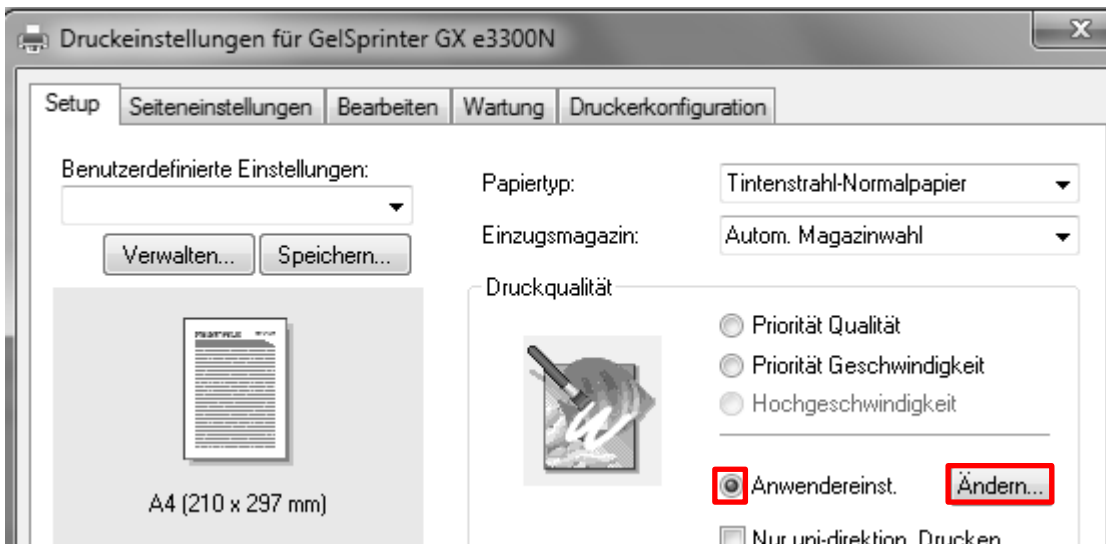 Druckeinstellungen für GelSprinter GX e3300N
x
Setup Seiteneinstellungen Bearbeiten Wartung Druckerkonfiguration
Benutzerdefinierte Einstellungen:
Verwalten... Speichern...
A4 (210 x 297 mm)
Papiertyp: Tintenstrahl-Normalpapier
Einzugsmagazin: Autom. Magazinwahl
Druckqualität
Priorität Qualität
Priorität Geschwindigkeit
Hochgeschwindigkeit
Anwendereinst. Ändern...
Nur uni-direktion. Drucken